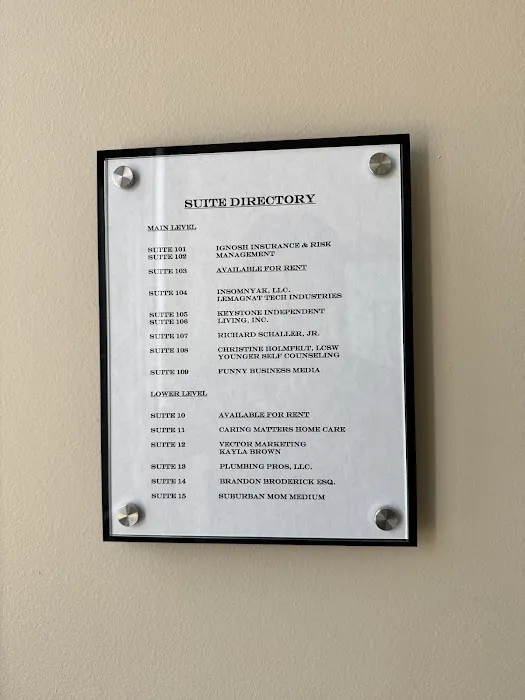 SUITE DIRECTORY
MAIN LEVEL
SUITE 101 IGNOSH INSURANCE & RISK
SUITE 102 MANAGEMENT
SUITE 103 AVAILABLE FOR RENT
SUITE 104 INSOMNYAK, LLC.
LEMAGNAT TECH INDUSTRIES
SUITE 105 KEYSTONE INDEPENDENT
SUITE 106 LIVING, INC.
SUITE 107 RICHARD SCHALLER, JR.
SUITE 108 CHRISTINE HOLMFELT, LCSW
YOUNGER SELF COUNSELING
SUITE 109 FUNNY BUSINESS MEDIA
LOWER LEVEL
SUITE 10 AVAILABLE FOR RENT
SUITE 11 CARING MATTERS HOME CARE
SUITE 12 VECTOR MARKETING
KAYLA BROWN
SUITE 13 PLUMBING PROS, LLC.
SUITE 14 BRANDON BRODERICK ESQ.
SUITE 15 SUBURBAN MOM MEDIUM